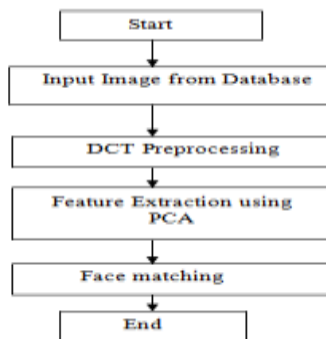 Start
Input Image from Database
DCT Preprocessing
Feature Extraction using
PCA
Face matching
End